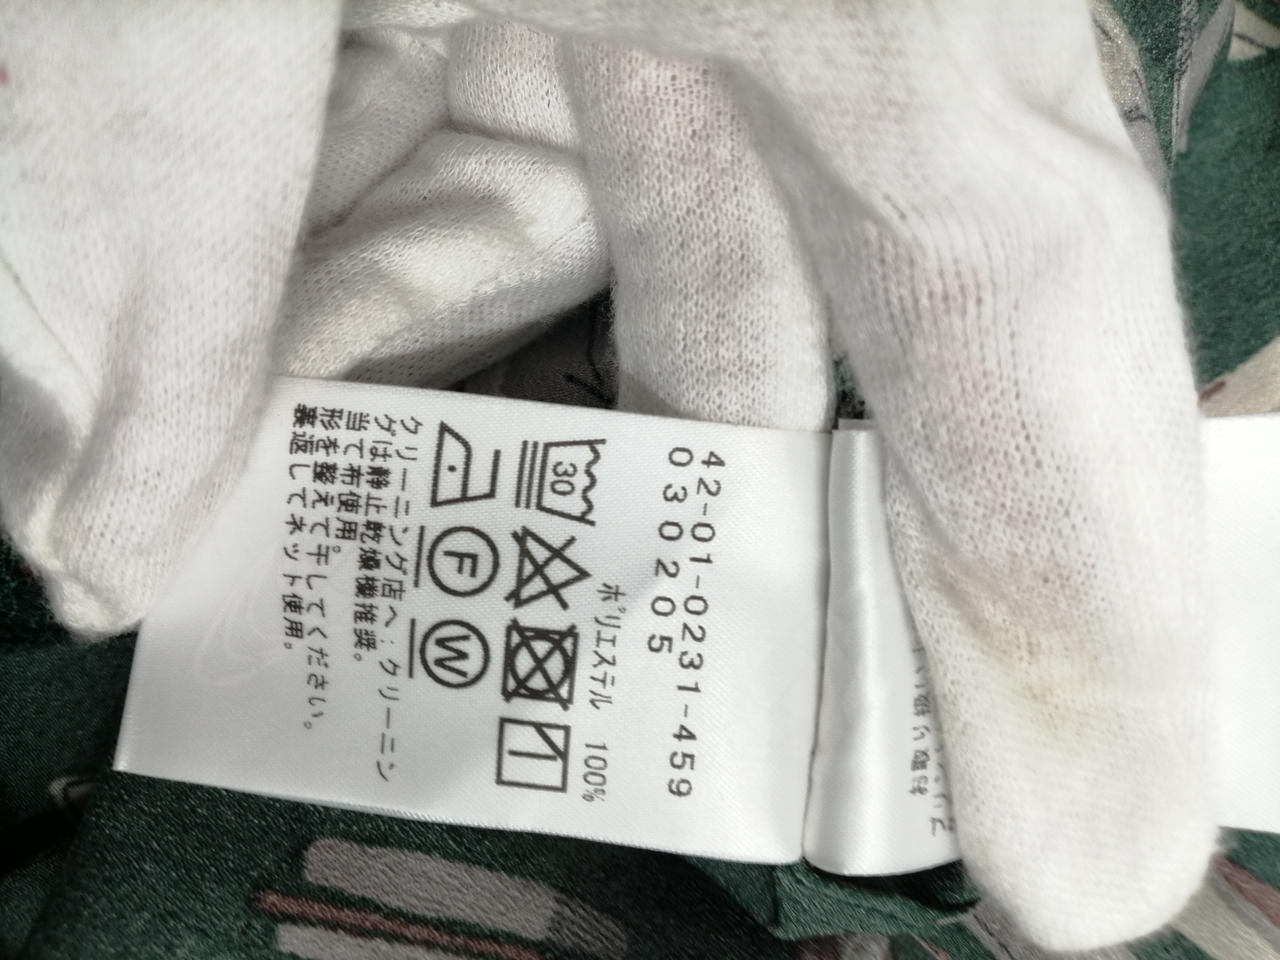 42-01-0231-459
030205
ポリエステル 100%
30
F W
クリーニング店へ:クリーニン
グは静止乾燥機推奨。
当て布使用。
形を整えて干してください。
裏返してネット使用。